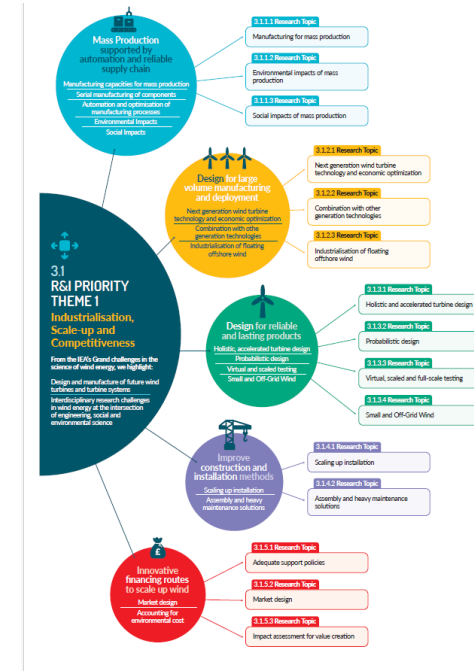 3.1
R&I PRIORITY
THEME 1
Industrialisation,
Scale-up and
Competitiveness
From the IEA's Grand challenges in the
science of wind energy, we highlight:
Design and manufacture of future wind
turbines and turbine systems
Interdisciplinary research challenges
in wind energy at the intersection
of engineering, social and
environmental science
Mass Production
supported by
automation and reliable
supply chain
Manufacturing capacities for mass production
Serial manufacturing of components
Automation and optimisation of
manufacturing processes
Environmental Impacts
Social Impacts
3.1.1.1 Research Topic
Manufacturing for mass production
3.1.1.2 Research Topic
Environmental impacts of mass
production
3.1.1.3 Research Topic
Social impacts of mass production
Design for large
volume manufacturing
and deployment
Next generation wind turbine
technology and economic optimization
Combination with othe
generation technologies
Industrialisation of floating
offshore wind
3.1.2.1 Research Topic
Next generation wind turbine
technology and economic optimization
3.1.2.2 Research Topic
Combination with other
generation technologies
3.1.2.3 Research Topic
Industrialisation of floating
offshore wind
Design for reliable
and lasting products
Holistic, accelerated turbine design
Probabilistic design
Virtual and scaled testing
Small and Off-Grid Wind
3.1.3.1 Research Topic
Holistic and accelerated turbine design
3.1.3.2 Research Topic
Probabilistic design
3.1.3.3 Research Topic
Virtual, scaled and full-scale testing
3.1.3.4 Research Topic
Small and Off-Grid Wind
Improve
construction and
installation methods
Scaling up installation
Assembly and heavy
maintenance solutions
3.1.4.1 Research Topic
Scaling up installation
3.1.4.2 Research Topic
Assembly and heavy maintenance
solutions
£
Innovative
financing routes
to scale up wind
Market design
Accounting for
environmental cost
3.1.5.1 Research Topic
Adequate support policies
3.1.5.2 Research Topic
Market design
3.1.5.3 Research Topic
Impact assessment for value creation